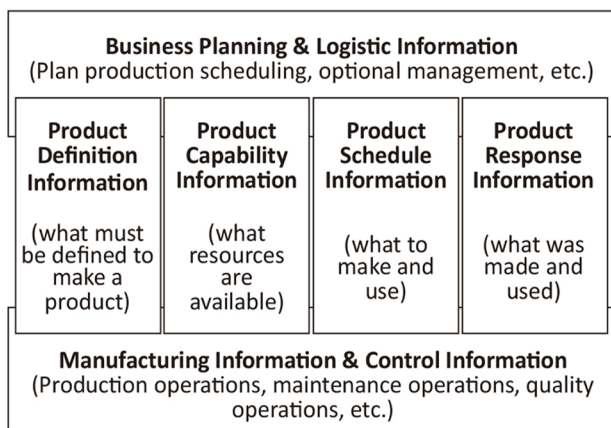 Business Planning & Logistic Information
(Plan production scheduling, optional management, etc.)
Product
Definition
Information
(what must
be defined to
make a
product)
Product
Capability
Information
(what
resources
are
available)
Product
Schedule
Information
(what to
make and
use)
Product
Response
Information
(what was
made and
used)
Manufacturing Information & Control Information
(Production operations, maintenance operations, quality
operations, etc.)